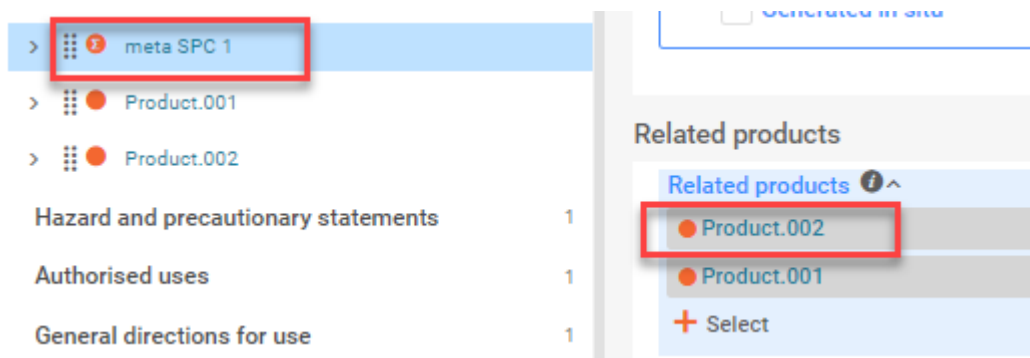 Generated in situ
meta SPC 1
Product.001
Product.002
Hazard and precautionary statements 1
Authorised uses 1
General directions for use 1
Related products
Related products
Product.002
Product.001
Select